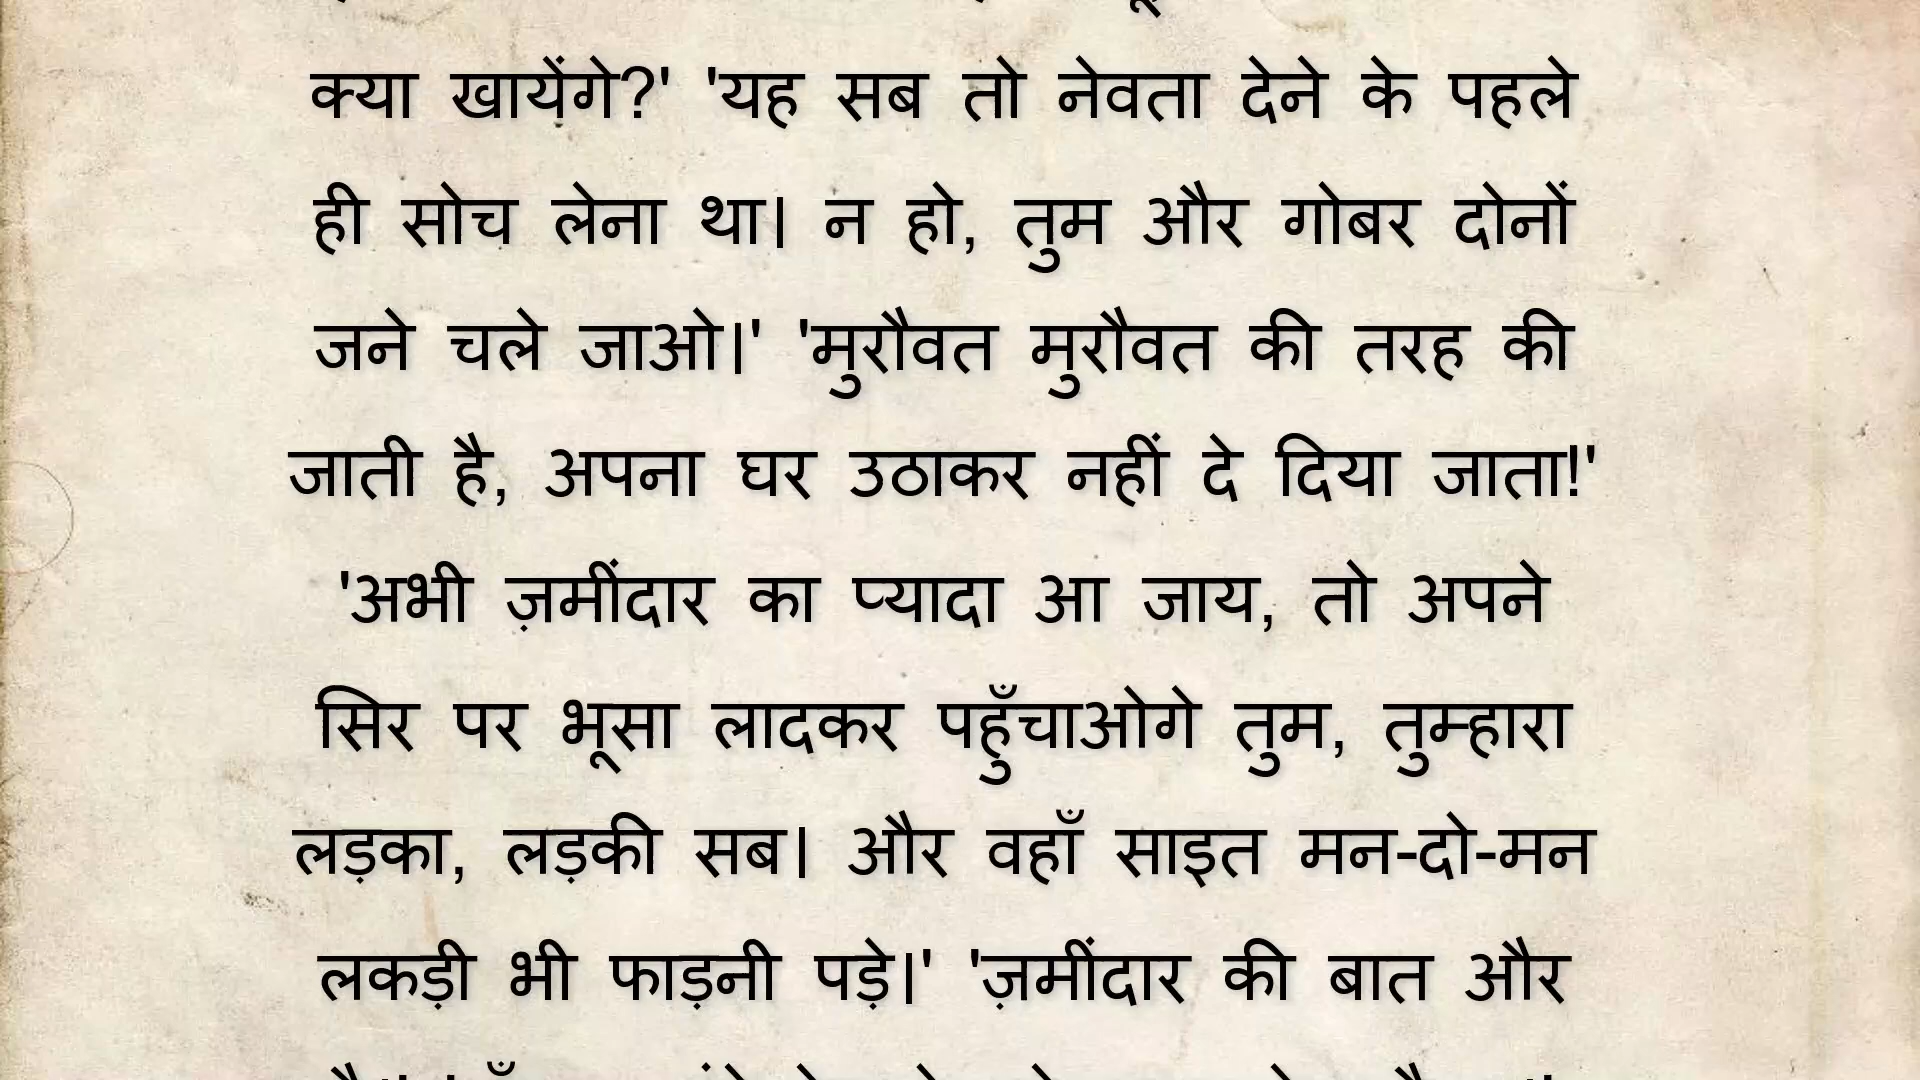 क्या खायेंगे?' 'यह सब तो नेवता देने के पहले
ही सोच लेना था। न हो, तुम और गोबर दोनों
जने चले जाओ।' 'मुरौवत मुरौवत की तरह की
जाती है, अपना घर उठाकर नहीं दे दिया जाता!'
'अभी ज़मींदार का प्यादा आ जाय, तो अपने
सिर पर भूसा लादकर पहुँचाओगे तुम, तुम्हारा
लड़का, लड़की सब। और वहाँ साइत मन-दो-मन
लकड़ी भी फाड़नी पड़े।' 'ज़मींदार की बात और